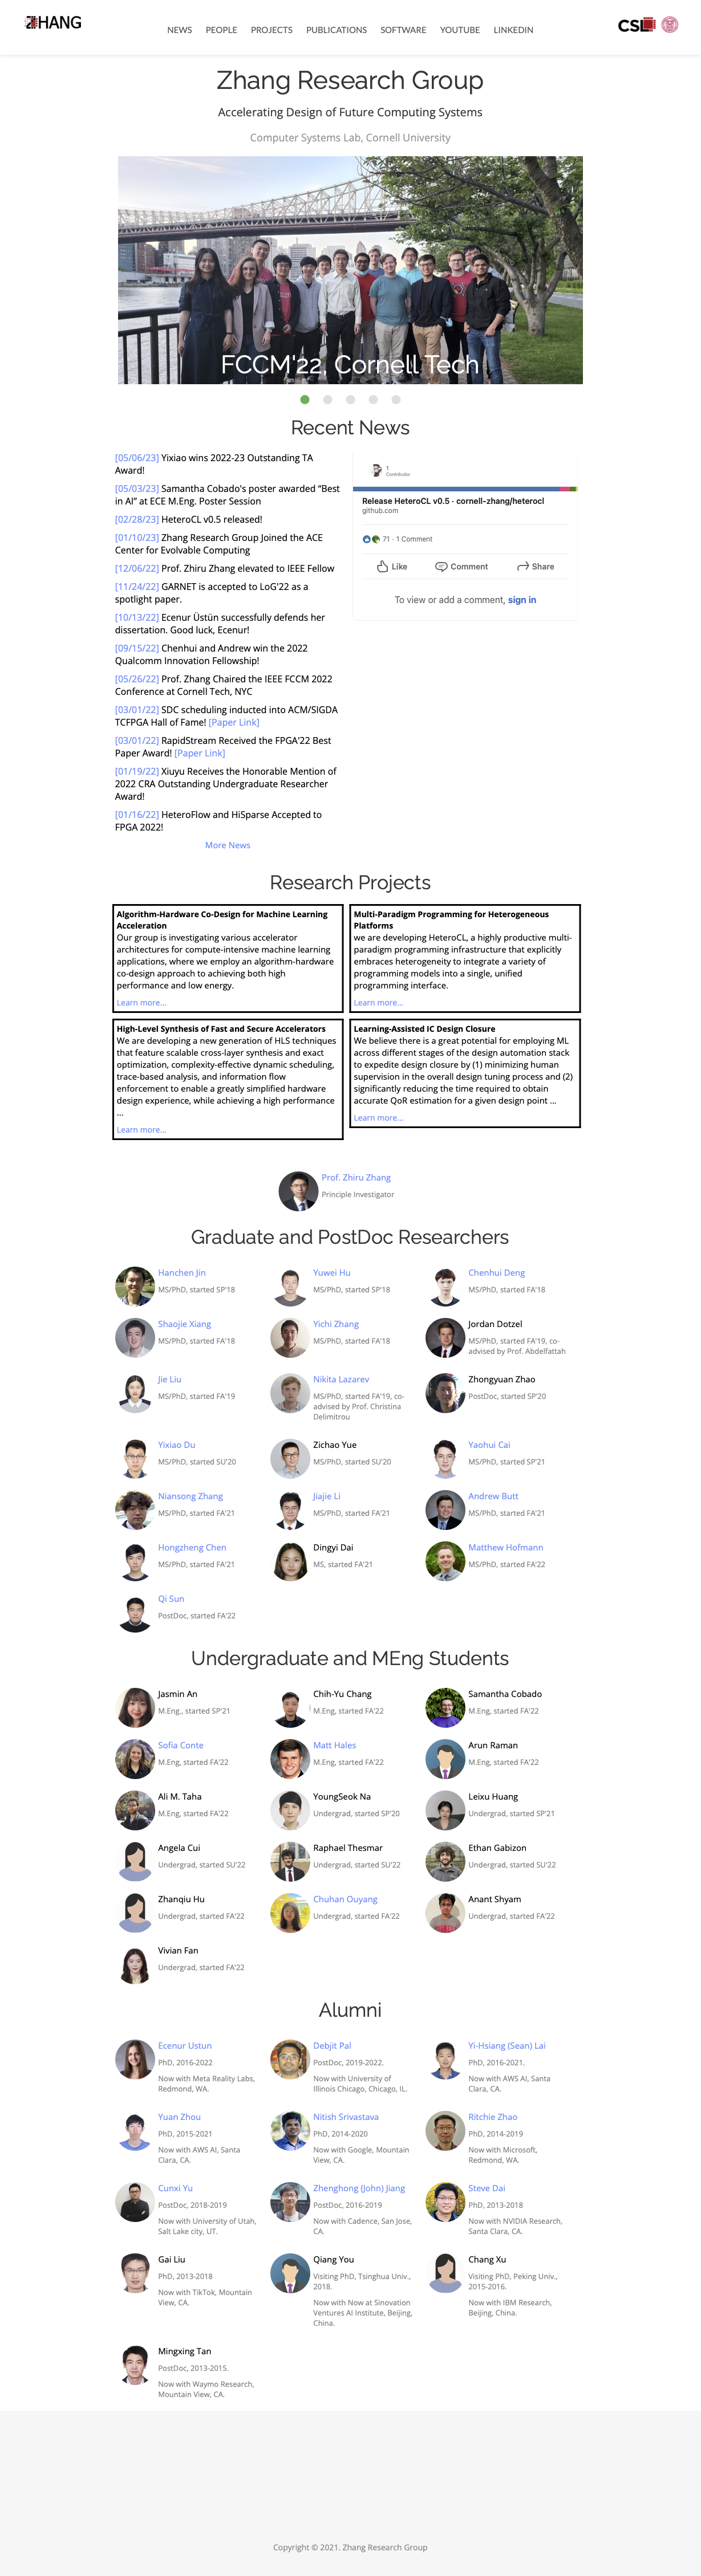 ZHANG
NEWS PEOPLE PROJECTS PUBLICATIONS SOFTWARE YOUTUBE LINKEDIN
CSL
Zhang Research Group
Accelerating Design of Future Computing Systems
Computer Systems Lab, Cornell University
FCCM'22, Cornell Tech
Recent News
[05/06/23] Yixiao wins 2022-23 Outstanding TA
Award!
[05/03/23] Samantha Cobado's poster awarded “Best
in AI” at ECE M.Eng. Poster Session
[02/28/23] HeteroCL v0.5 released!
[01/10/23] Zhang Research Group Joined the ACE
Center for Evolvable Computing
[12/06/22] Prof. Zhiru Zhang elevated to IEEE Fellow
[11/24/22] GARNET is accepted to LoG'22 as a
spotlight paper.
[10/13/22] Ecenur Üstün successfully defends her
dissertation. Good luck, Ecenur!
[09/15/22] Chenhui and Andrew win the 2022
Qualcomm Innovation Fellowship!
[05/26/22] Prof. Zhang Chaired the IEEE FCCM 2022
Conference at Cornell Tech, NYC
[03/01/22] SDC scheduling inducted into ACM/SIGDA
TCFPGA Hall of Fame! [Paper Link]
[03/01/22] RapidStream Received the FPGA'22 Best
Paper Award! [Paper Link]
[01/19/22] Xiuyu Receives the Honorable Mention of
2022 CRA Outstanding Undergraduate Researcher
Award!
[01/16/22] HeteroFlow and HiSparse Accepted to
FPGA 2022!
More News
1
Contributor
Release HeteroCL v0.5 · cornell-zhang/heterocl
github.com
71 · 1 Comment
Like Comment Share
To view or add a comment, sign in
Research Projects
Algorithm-Hardware Co-Design for Machine Learning
Acceleration
Our group is investigating various accelerator
architectures for compute-intensive machine learning
applications, where we employ an algorithm-hardware
co-design approach to achieving both high
performance and low energy.
Learn more...
Multi-Paradigm Programming for Heterogeneous
Platforms
we are developing HeteroCL, a highly productive multi-
paradigm programming infrastructure that explicitly
embraces heterogeneity to integrate a variety of
programming models into a single, unified
programming interface.
Learn more...
High-Level Synthesis of Fast and Secure Accelerators
We are developing a new generation of HLS techniques
that feature scalable cross-layer synthesis and exact
optimization, complexity-effective dynamic scheduling,
trace-based analysis, and information flow
enforcement to enable a greatly simplified hardware
design experience, while achieving a high performance
...
Learn more...
Learning-Assisted IC Design Closure
We believe there is a great potential for employing ML
across different stages of the design automation stack
to expedite design closure by (1) minimizing human
supervision in the overall design tuning process and (2)
significantly reducing the time required to obtain
accurate QoR estimation for a given design point ...
Learn more...
Prof. Zhiru Zhang
Principle Investigator
Graduate and PostDoc Researchers
Hanchen Jin
MS/PhD, started SP'18
Yuwei Hu
MS/PhD, started SP'18
Chenhui Deng
MS/PhD, started FA'18
Shaojie Xiang
MS/PhD, started FA'18
Yichi Zhang
MS/PhD, started FA'18
Jordan Dotzel
MS/PhD, started FA'19, co-
advised by Prof. Abdelfattah
Jie Liu
MS/PhD, started FA'19
Nikita Lazarev
MS/PhD, started FA'19, co-
advised by Prof. Christina
Delimitrou
Zhongyuan Zhao
PostDoc, started SP'20
Yixiao Du
MS/PhD, started SU'20
Zichao Yue
MS/PhD, started SU'20
Yaohui Cai
MS/PhD, started SP'21
Niansong Zhang
MS/PhD, started FA'21
Jiajie Li
MS/PhD, started FA'21
Andrew Butt
MS/PhD, started FA'21
Hongzheng Chen
MS/PhD, started FA'21
Dingyi Dai
MS, started FA'21
Matthew Hofmann
MS/PhD, started FA'22
Qi Sun
PostDoc, started FA'22
Undergraduate and MEng Students
Jasmin An
M.Eng., started SP'21
Chih-Yu Chang
M.Eng, started FA'22
Samantha Cobado
M.Eng, started FA'22
Sofia Conte
M.Eng, started FA'22
Matt Hales
M.Eng, started FA'22
Arun Raman
M.Eng, started FA'22
Ali M. Taha
M.Eng, started FA'22
YoungSeok Na
Undergrad, started SP'20
Leixu Huang
Undergrad, started SP'21
Angela Cui
Undergrad, started SU'22
Raphael Thesmar
Undergrad, started SU'22
Ethan Gabizon
Undergrad, started SU'22
Zhanqiu Hu
Undergrad, started FA'22
Chuhan Ouyang
Undergrad, started FA'22
Anant Shyam
Undergrad, started FA'22
Vivian Fan
Undergrad, started FA'22
Alumni
Ecenur Ustun
PhD, 2016-2022
Now with Meta Reality Labs,
Redmond, WA.
Debjit Pal
PostDoc, 2019-2022.
Now with University of
Illinois Chicago, Chicago, IL.
Yi-Hsiang (Sean) Lai
PhD, 2016-2021.
Now with AWS AI, Santa
Clara, CA.
Yuan Zhou
PhD, 2015-2021
Now with AWS AI, Santa
Clara, CA.
Nitish Srivastava
PhD, 2014-2020
Now with Google, Mountain
View, CA.
Ritchie Zhao
PhD, 2014-2019
Now with Microsoft,
Redmond, WA.
Cunxi Yu
PostDoc, 2018-2019
Now with University of Utah,
Salt Lake city, UT.
Zhenghong (John) Jiang
PostDoc, 2016-2019
Now with Cadence, San Jose,
CA.
Steve Dai
PhD, 2013-2018
Now with NVIDIA Research,
Santa Clara, CA.
Gai Liu
PhD, 2013-2018
Now with TikTok, Mountain
View, CA.
Qiang You
Visiting PhD, Tsinghua Univ.,
2018.
Now with Now at Sinovation
Ventures AI Institute, Beijing,
China.
Chang Xu
Visiting PhD, Peking Univ.,
2015-2016.
Now with IBM Research,
Beijing, China.
Mingxing Tan
PostDoc, 2013-2015.
Now with Waymo Research,
Mountain View, CA.
Copyright © 2021. Zhang Research Group